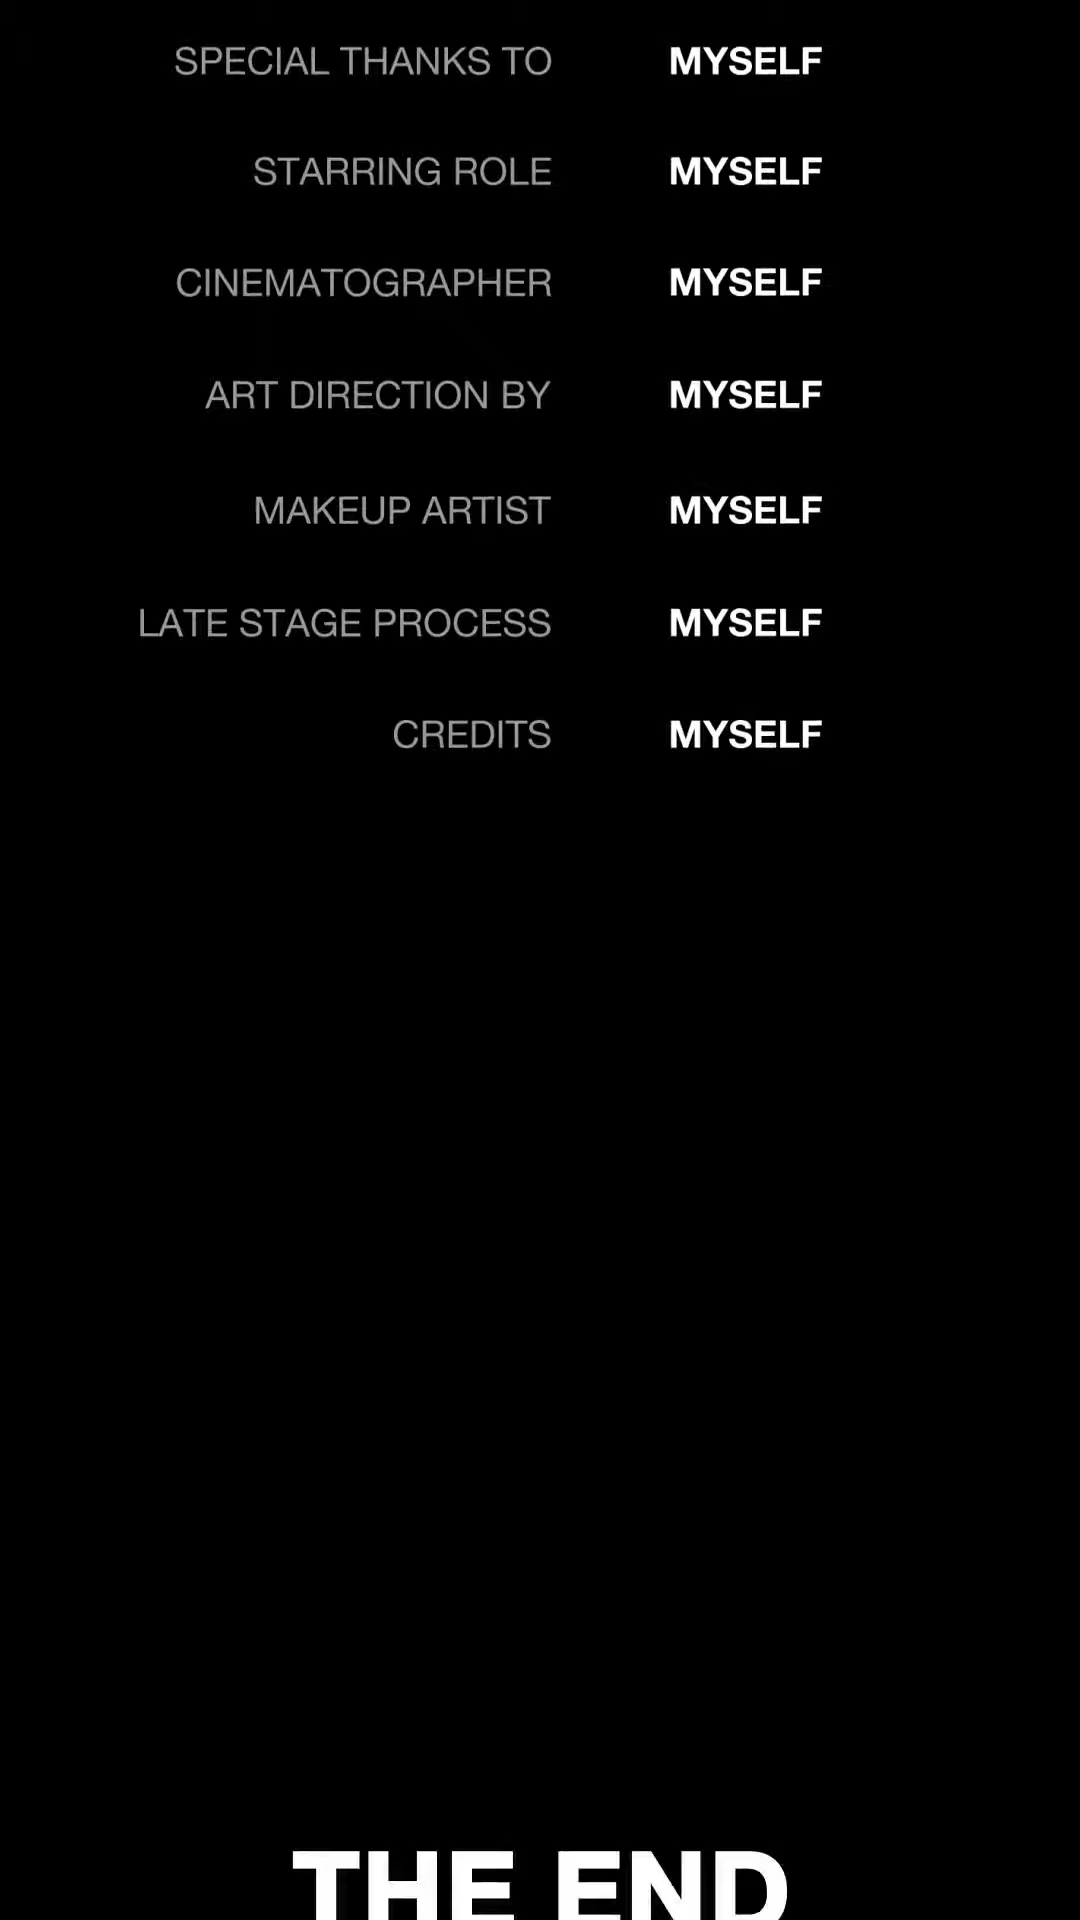 SPECIAL THANKS TO MYSELF
STARRING ROLE MYSELF
CINEMATOGRAPHER MYSELF
ART DIRECTION BY MYSELF
MAKEUP ARTIST MYSELF
LATE STAGE PROCESS MYSELF
CREDITS MYSELF
THE END